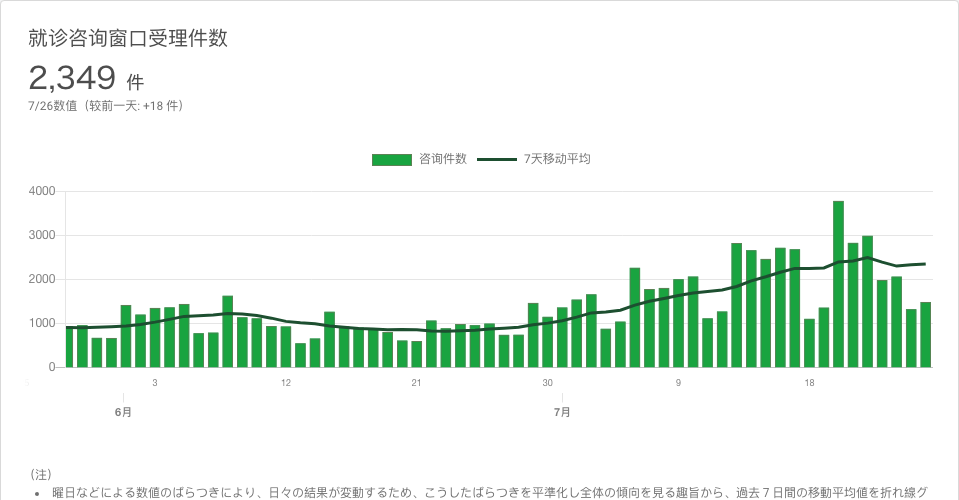 就诊咨询窗口受理件数
2,349 件
7/26数值（较前一天: +18 件）
咨询件数 7天移动平均
4000
3000
2000
1000
0
3 12 21 30 9 18
6月 7月
（注）
• 曜日などによる数値のばらつきにより、日々の結果が変動するため、こうしたばらつきを平準化し全体の傾向を見る趣旨から、過去７日間の移動平均値を折れ線グ